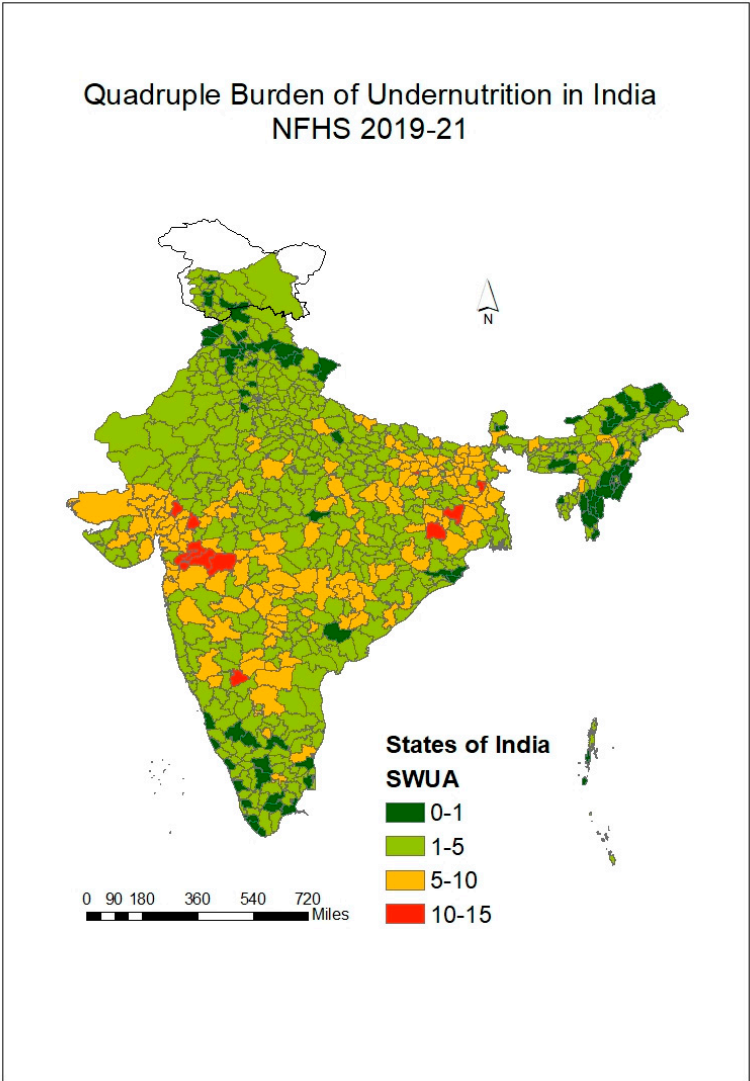 Quadruple Burden of Undernutrition in India
NFHS 2019-21
N
States of India
SWUA
0-1
1-5
5-10
10-15
0 90 180 360 540 720
Miles